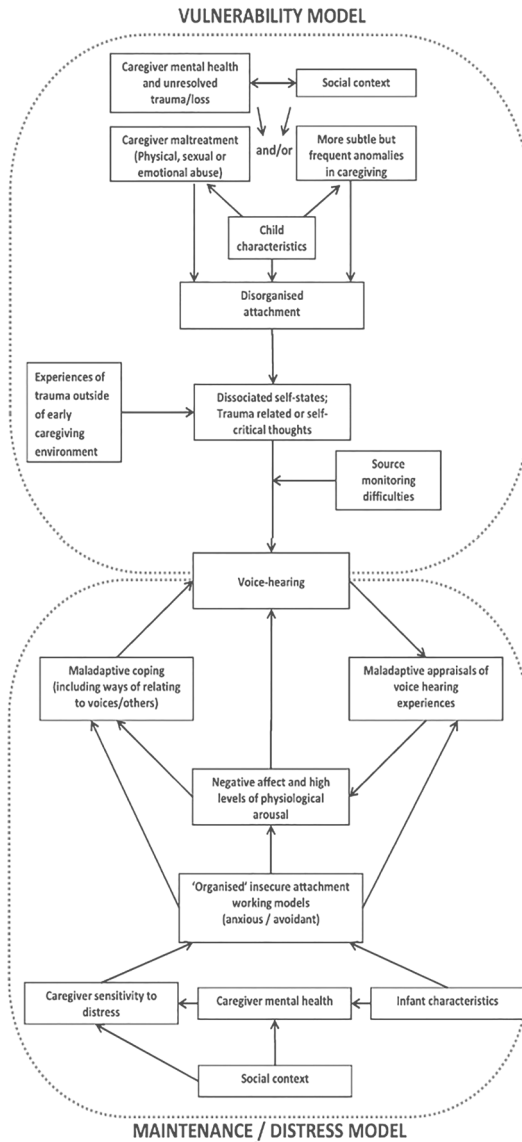 VULNERABILITY MODEL
Caregiver mental health
and unresolved
trauma/loss
Social context
Caregiver maltreatment
(Physical, sexual or
emotional abuse)
and/or
More subtle but
frequent anomalies
in caregiving
Child
characteristics
Disorganised
attachment
Experiences of
trauma outside
of early
caregiving
environment
Dissociated self-states;
Trauma related or self-
critical thoughts
Source
monitoring
difficulties
Voice-hearing
Maladaptive coping
(including ways of relating
to voices/others)
Maladaptive appraisals of
voice hearing
experiences
Negative affect and high
levels of physiological
arousal
‘Organised’ insecure attachment
working models
(anxious / avoidant)
Caregiver sensitivity to
distress
Caregiver mental health
Infant characteristics
Social context
MAINTENANCE / DISTRESS MODEL